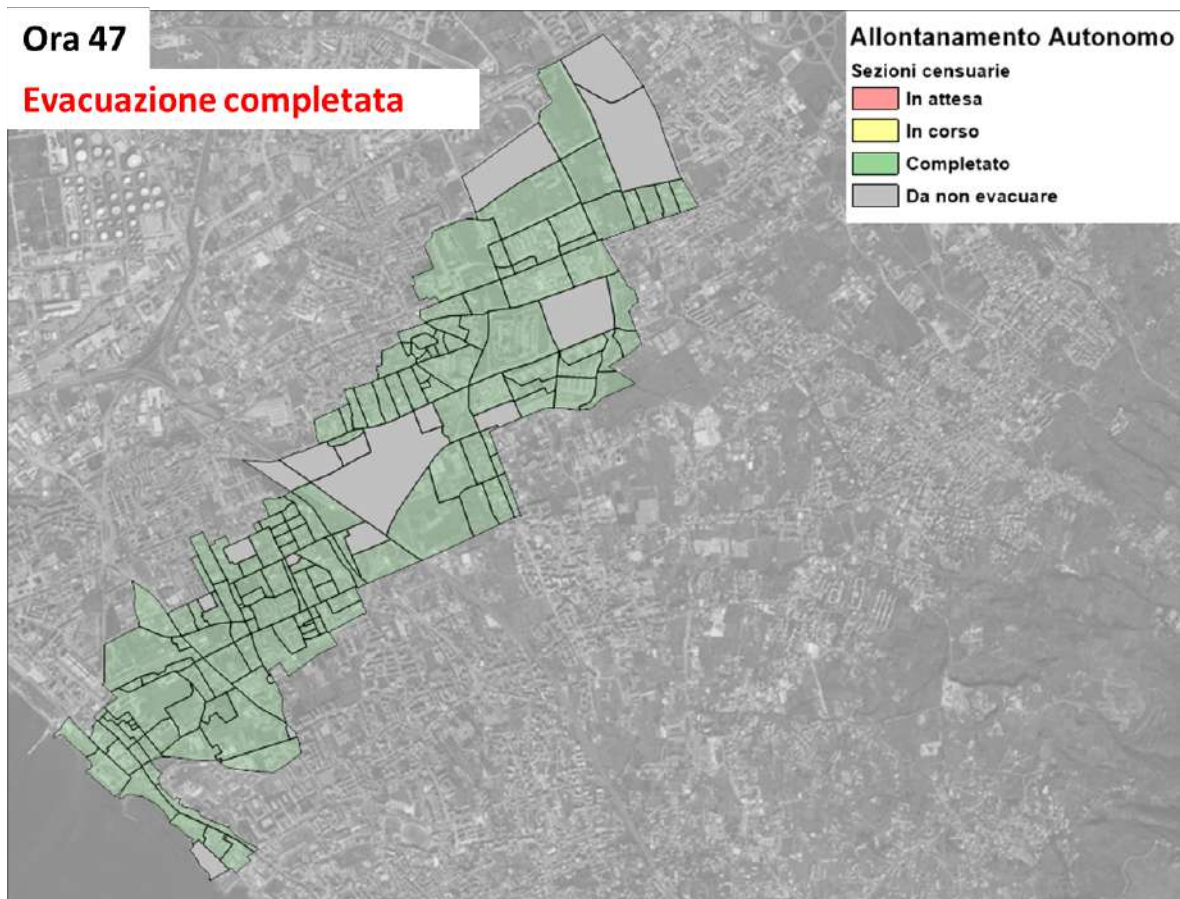 Ora 47
Evacuazione completata
Allontanamento Autonomo
Sezioni censuarie
In attesa
In corso
Completato
Da non evacuare